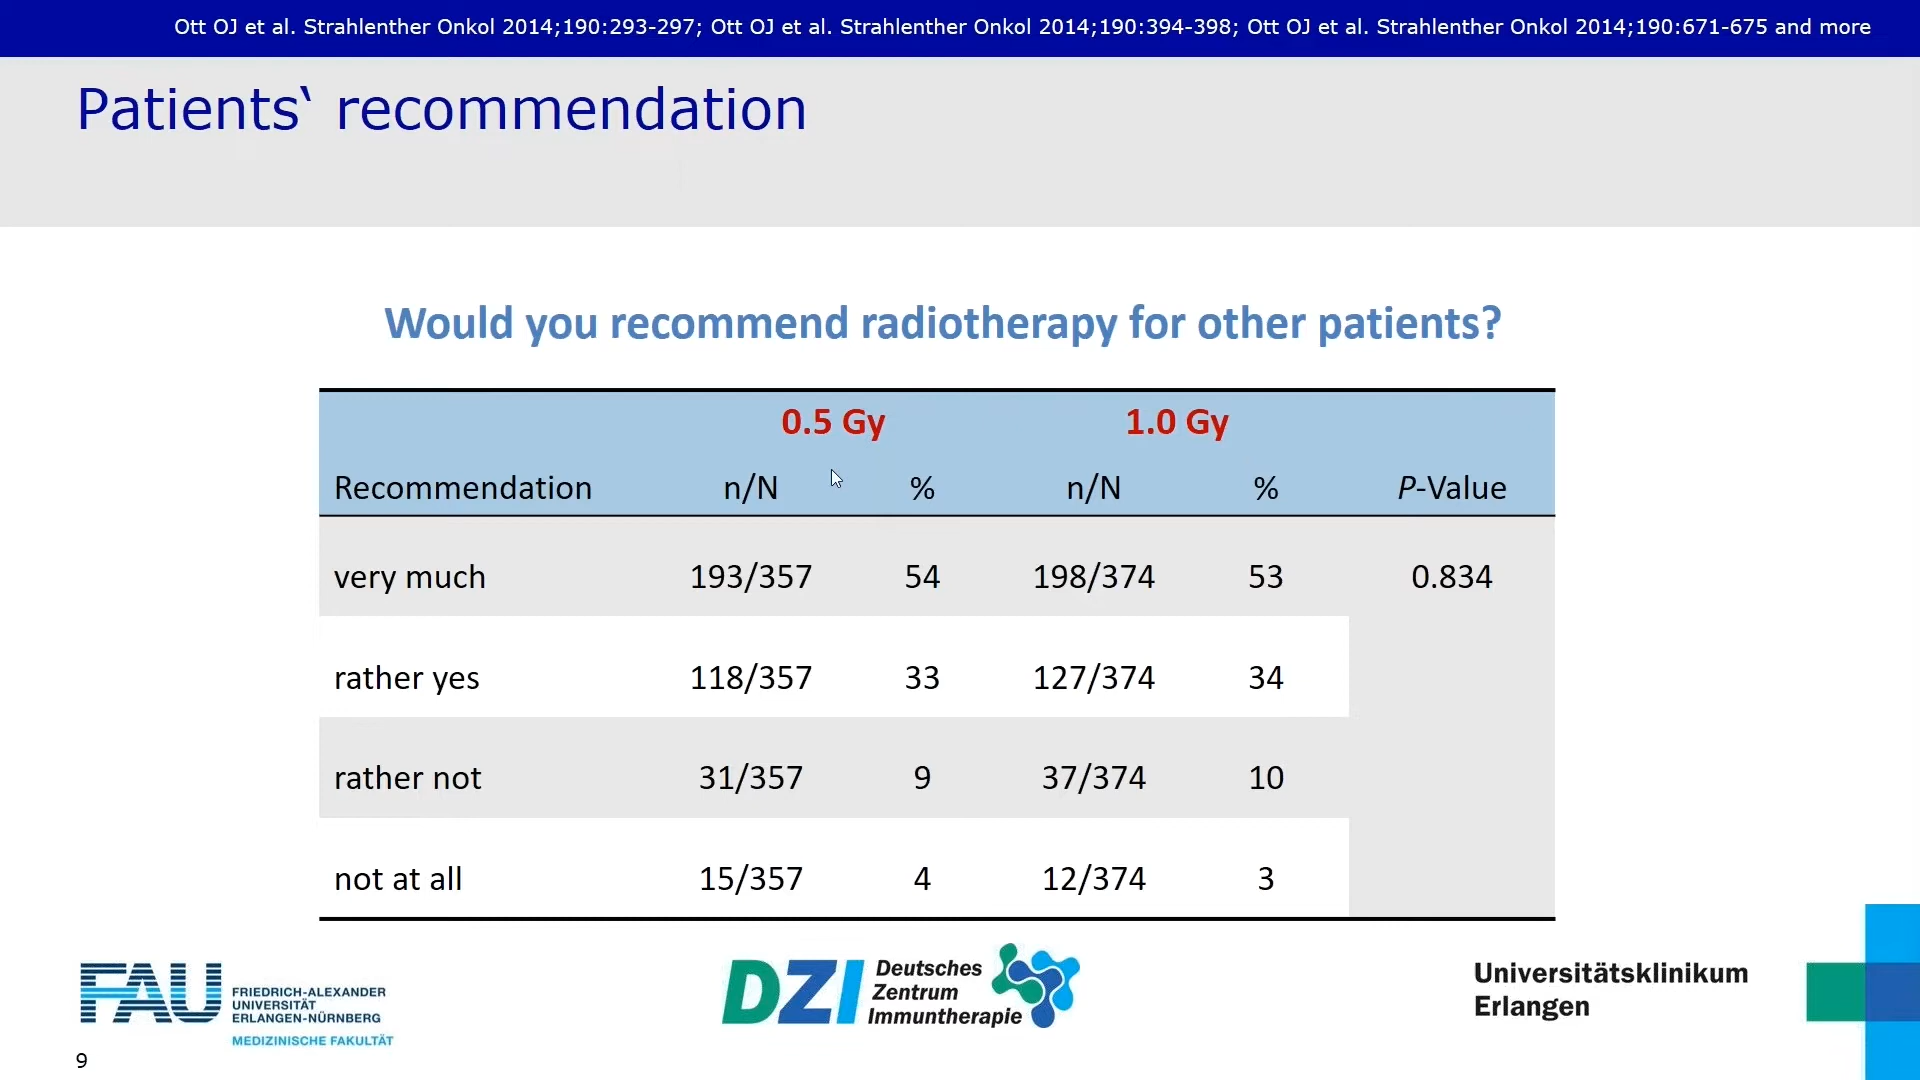 Ott OJ et al. Strahlenther Onkol 2014;190:293-297; Ott OJ et al. Strahlenther Onkol 2014;190:394-398; Ott OJ et al. Strahlenther Onkol 2014;190:671-675 and more
Patients‘ recommendation
Would you recommend radiotherapy for other patients?
0.5 Gy 1.0 Gy
Recommendation n/N % n/N % P-Value
very much 193/357 54 198/374 53 0.834
rather yes 118/357 33 127/374 34
rather not 31/357 9 37/374 10
not at all 15/357 4 12/374 3
FAU
FRIEDRICH-ALEXANDER
UNIVERSITÄT
ERLANGEN-NÜRNBERG
MEDIZINISCHE FAKULTÄT
DZI
Deutsches
Zentrum
Immuntherapie
Universitätsklinikum
Erlangen
9